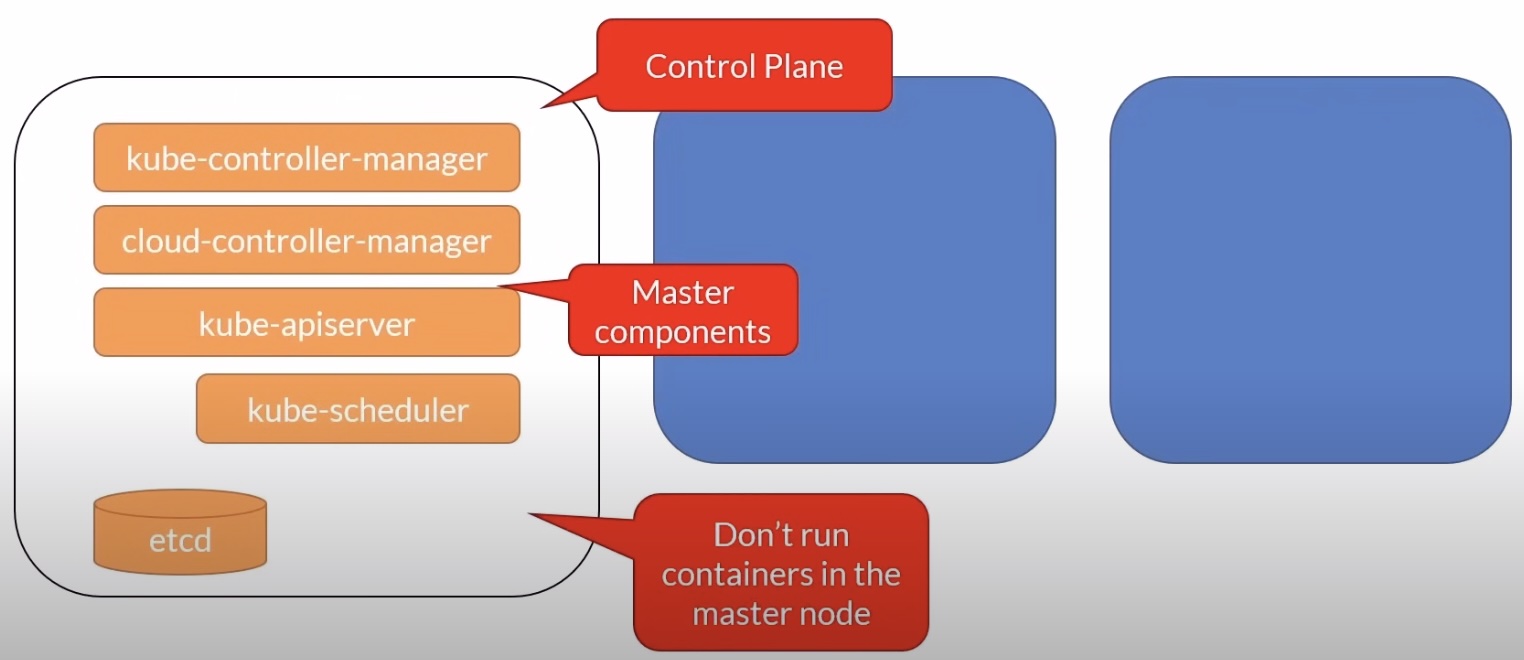 Control Plane
kube-controller-manager
cloud-controller-manager
kube-apiserver
Master
components
kube-scheduler
etcd
Don’t run
containers in the
master node